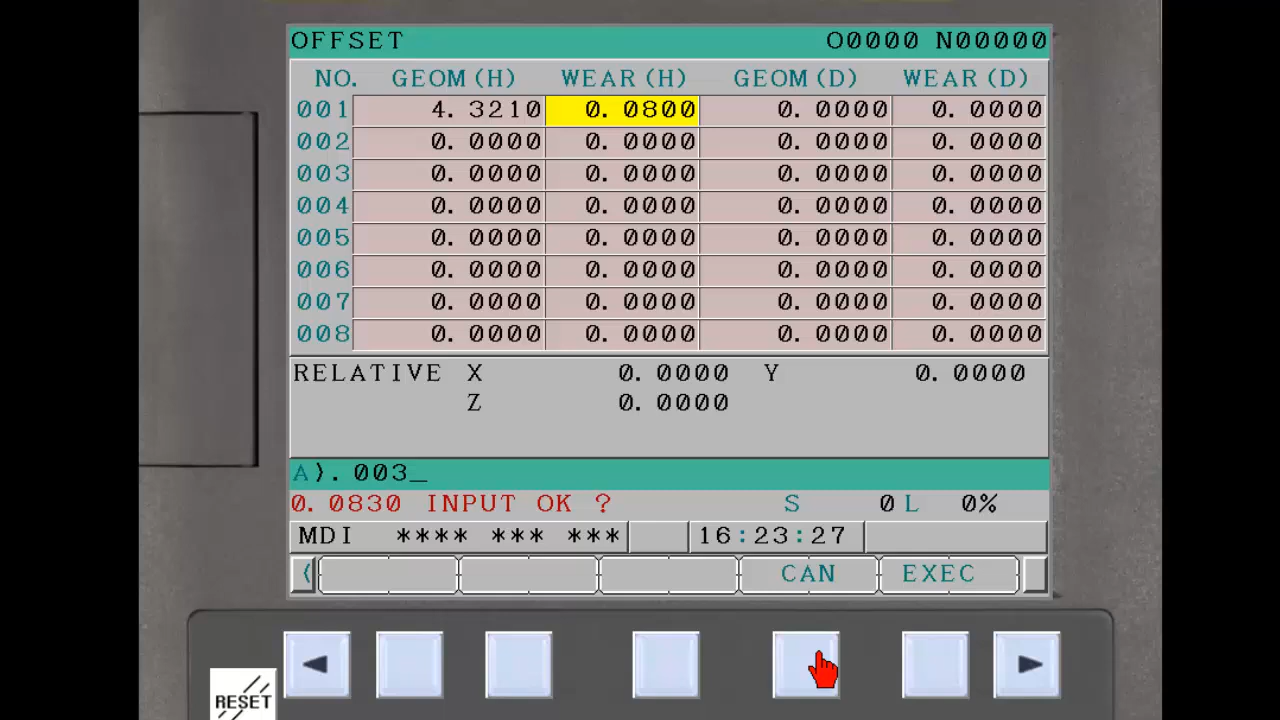 OFFSET O0000 N00000
NO. GEOM(H) WEAR(H) GEOM(D) WEAR(D)
001 4.3210 0.0800 0.0000 0.0000
002 0.0000 0.0000 0.0000 0.0000
003 0.0000 0.0000 0.0000 0.0000
004 0.0000 0.0000 0.0000 0.0000
005 0.0000 0.0000 0.0000 0.0000
006 0.0000 0.0000 0.0000 0.0000
007 0.0000 0.0000 0.0000 0.0000
008 0.0000 0.0000 0.0000 0.0000
RELATIVE X 0.0000 Y 0.0000
Z 0.0000
A).003_
0.0830 INPUT OK ? S 0 L 0%
MDI **** *** *** 16:23:27
( CAN EXEC
RESET